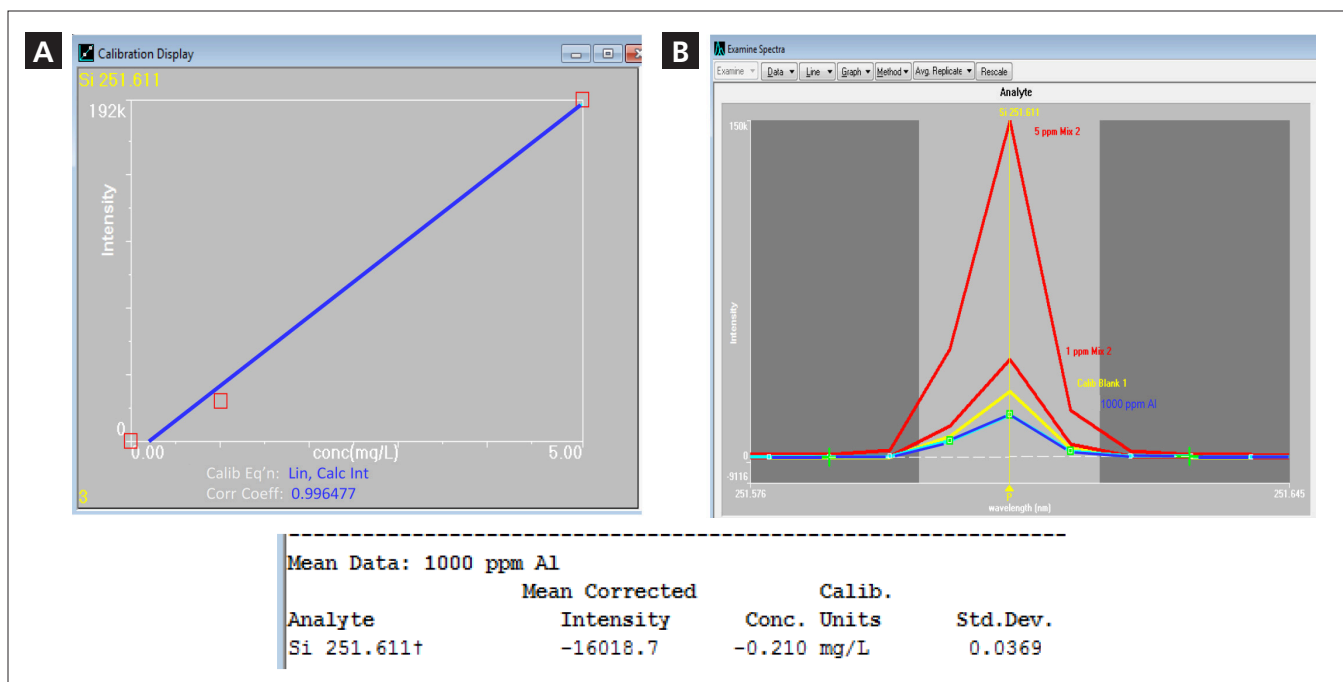 A
Calibration Display
Si 251.611
192k
Intensity
0
0.00
conc(mg/L)
5.00
Calib Eq'n: Lin, Calc Int
Corr Coeff: 0.996477
3
B
Examine Spectra
Examine Data Line Graph Method Avg. Replicate Rescale
Analyte
Si 251.611
150k
5 ppm Mix 2
Intensity
1 ppm Mix 2
Calib Blank 1
1000 ppm Al
0
-9116
251.576
251.645
P
wavelength (nm)
Mean Data: 1000 ppm Al
Mean Corrected Calib.
Analyte Intensity Conc. Units Std.Dev.
Si 251.611† -16018.7 -0.210 mg/L 0.0369